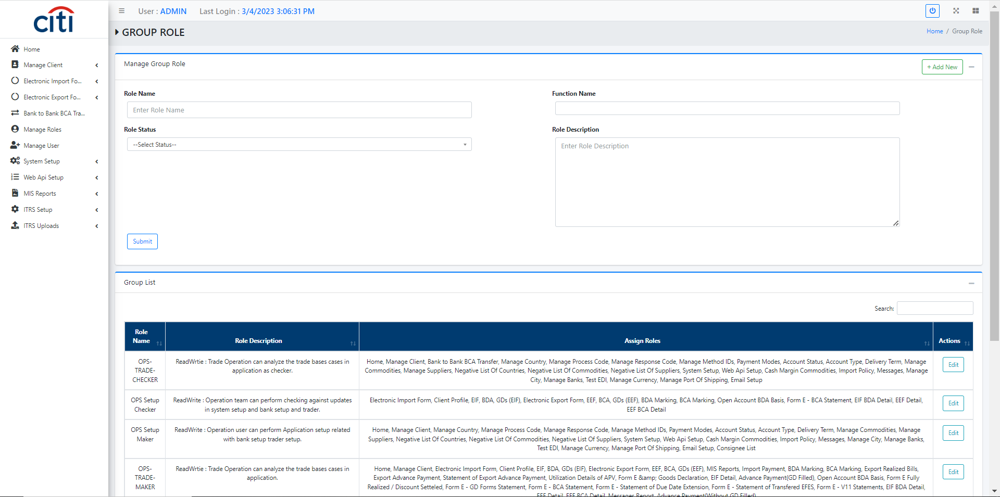 citi
User : ADMIN Last Login : 3/4/2023 3:06:31 PM
GROUP ROLE
Home / Group Role
Home
Manage Client
Electronic Import Fo...
Electronic Export Fo...
Bank to Bank BCA Tra...
Manage Roles
Manage User
System Setup
Web Api Setup
MIS Reports
ITRS Setup
ITRS Uploads
Manage Group Role
+ Add New
Role Name
Enter Role Name
Function Name
Role Status
--Select Status--
Role Description
Enter Role Description
Submit
Group List
Search:
Role
Name
Role Description
Assign Roles
Actions
OPS-
TRADE-
CHECKER
ReadWrtie : Trade Operation can analyze the trade bases cases in
application as checker.
Home, Manage Client, Bank to Bank BCA Transfer, Manage Country, Manage Process Code, Manage Response Code, Manage Method IDs, Payment Modes, Account Status, Account Type, Delivery Term, Manage
Commodities, Manage Suppliers, Negative List Of Countries, Negative List Of Commodities, Negative List Of Suppliers, System Setup, Web Api Setup, Cash Margin Commodities, Import Policy, Messages, Manage
City, Manage Banks, Test EDI, Manage Currency, Manage Port Of Shipping, Email Setup
Edit
OPS Setup
Checker
ReadWrite : Operation team can perform checking against updates
in system setup and bank setup and trader.
Electronic Import Form, Client Profile, EIF, BDA, GDs (EIF), Electronic Export Form, EEF, BCA, GDs (EEF), BDA Marking, BCA Marking, Open Account BDA Basis, Form E - BCA Statement, EIF BDA Detail, EEF Detail,
EEF BCA Detail
Edit
OPS Setup
Maker
ReadWrite : Operation user can perform Application setup related
with bank setup trader setup.
Home, Manage Client, Manage Country, Manage Process Code, Manage Response Code, Manage Method IDs, Payment Modes, Account Status, Account Type, Delivery Term, Manage Commodities, Manage
Suppliers, Negative List Of Countries, Negative List Of Commodities, Negative List Of Suppliers, System Setup, Web Api Setup, Cash Margin Commodities, Import Policy, Messages, Manage City, Manage Banks,
Test EDI, Manage Currency, Manage Port Of Shipping, Email Setup, Consignee List
Edit
OPS-
TRADE-
MAKER
ReadWrtie : Trade Operation can analyze the trade bases cases in
application.
Home, Manage Client, Electronic Import Form, Client Profile, EIF, BDA, GDs (EIF), Electronic Export Form, EEF, BCA, GDs (EEF), MIS Reports, Import Payment, BDA Marking, BCA Marking, Export Realized Bills,
Export Advance Payment, Statement of Export Advance Payment, Utilization Details of APV, Form E &amp; Goods Declaration, EIF Detail, Advance Payment(GD Filled), Open Account BDA Basis, Form E Fully
Realized / Discount Setteled, Form E - GD Forms Statement, Form E - BCA Statement, Form E - Statement of Due Date Extension, Form E - Statement of Transfered EFES, Form E - V11 Statements, EIF BDA Detail,
EEF Detail, EEF BCA Detail, Messages Report, Advance Payment(Without GD Filled)
Edit